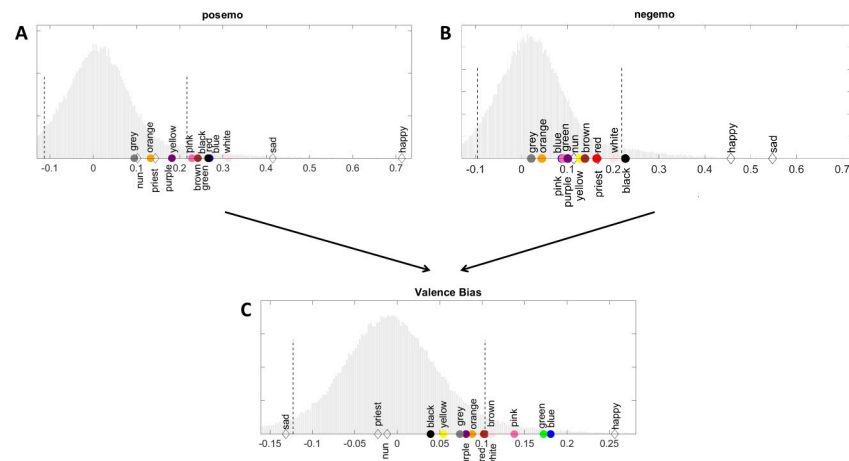 A
posemo
grey
orange
yellow
pink
black
red
blue
white
sad
happy
-0.1
0
0.1
0.2
0.3
0.4
0.5
0.6
0.7
nun
priest
purple
brown
green
B
negemo
grey
orange
blue
green
nun
brown
red
white
happy
sad
-0.1
0
0.1
0.2
0.3
0.4
0.5
0.6
0.7
pink
purple
yellow
priest
black
C
Valence Bias
sad
priest
black
yellow
grey
orange
brown
pink
green
blue
happy
-0.15
-0.1
-0.05
0
0.05
0.1
0.15
0.2
0.25
nun
purple
red
white